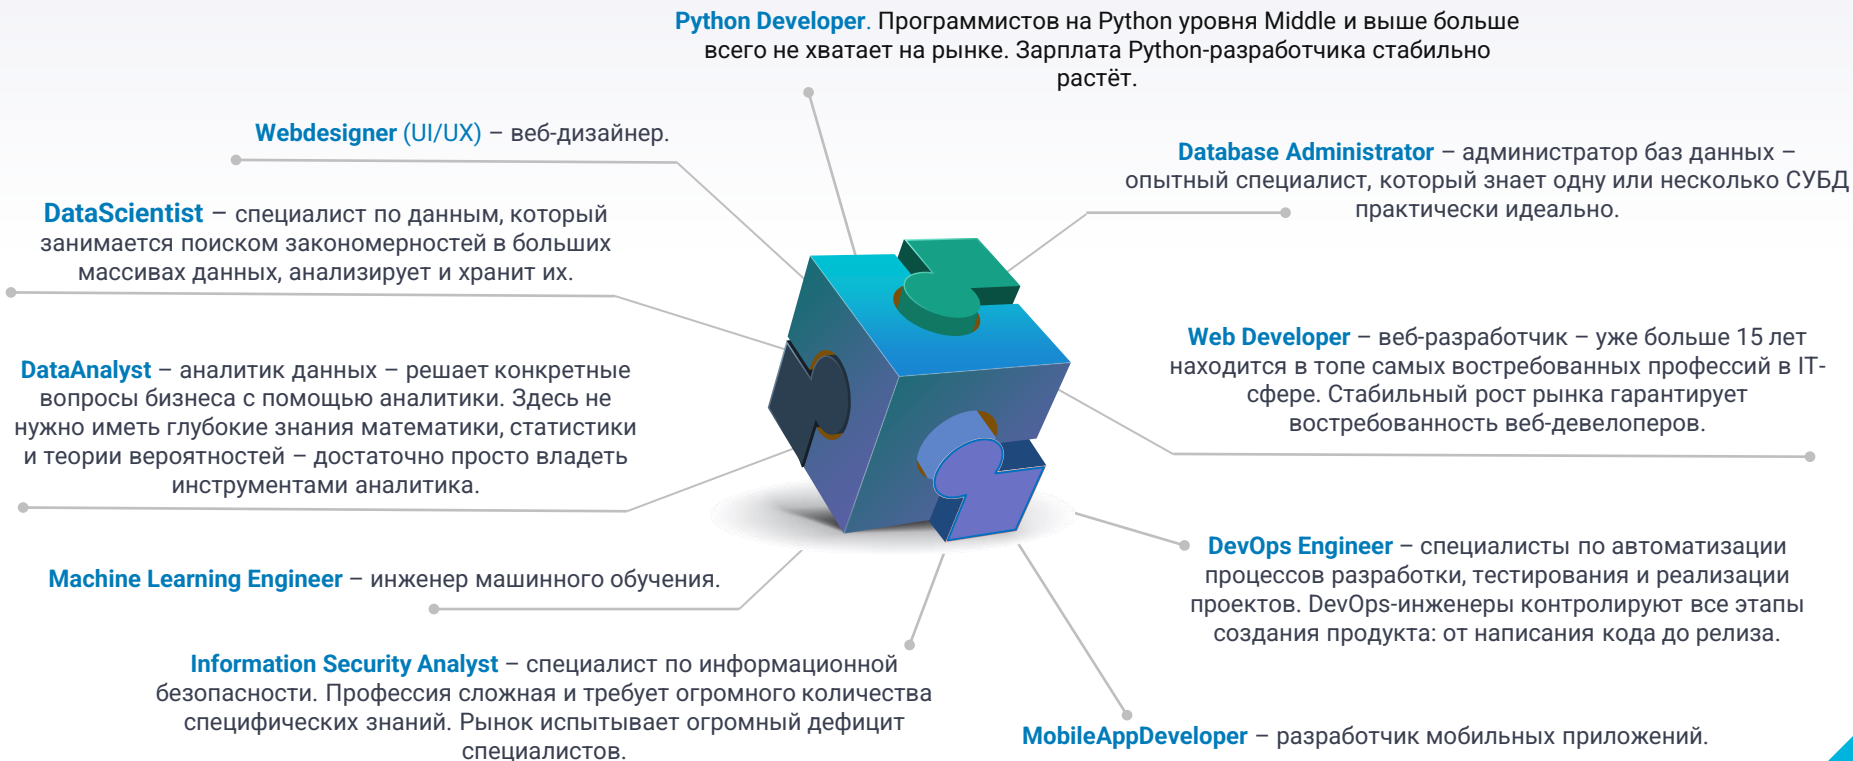 Python Developer. Программистов на Python уровня Middle и выше больше
всего не хватает на рынке. Зарплата Python-разработчика стабильно
растёт.
Webdesigner (UI/UX) – веб-дизайнер.
Database Administrator – администратор баз данных –
опытный специалист, который знает одну или несколько СУБД
практически идеально.
DataScientist – специалист по данным, который
занимается поиском закономерностей в больших
массивах данных, анализирует и хранит их.
Web Developer – веб-разработчик – уже больше 15 лет
находится в топе самых востребованных профессий в IT-
сфере. Стабильный рост рынка гарантирует
востребованность веб-девелоперов.
DataAnalyst – аналитик данных – решает конкретные
вопросы бизнеса с помощью аналитики. Здесь не
нужно иметь глубокие знания математики, статистики
и теории вероятностей – достаточно просто владеть
инструментами аналитика.
DevOps Engineer – специалисты по автоматизации
процессов разработки, тестирования и реализации
проектов. DevOps-инженеры контролируют все этапы
создания продукта: от написания кода до релиза.
Machine Learning Engineer – инженер машинного обучения.
Information Security Analyst – специалист по информационной
безопасности. Профессия сложная и требует огромного количества
специфических знаний. Рынок испытывает огромный дефицит
специалистов.
MobileAppDeveloper – разработчик мобильных приложений.